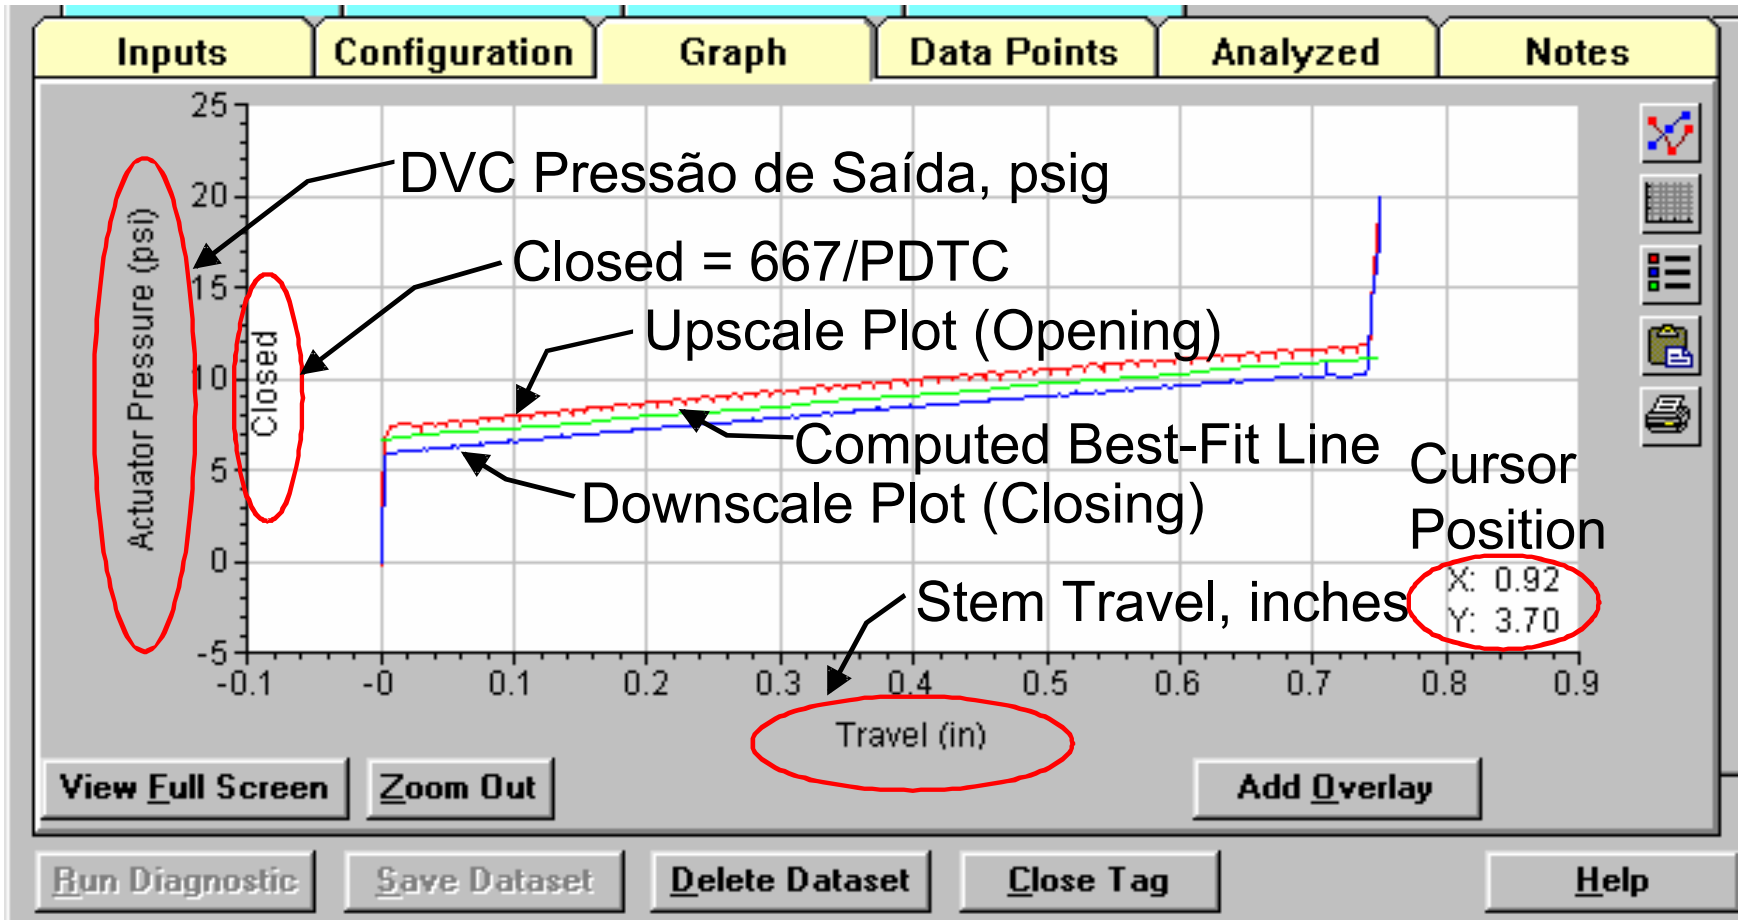 Inputs
Configuration
Graph
Data Points
Analyzed
Notes
25
20
15
10
5
0
-5
Actuator Pressure (psi)
Closed
DVC Pressão de Saída, psig
Closed = 667/PDTC
Upscale Plot (Opening)
Computed Best-Fit Line
Downscale Plot (Closing)
Cursor
Position
X: 0.92
Y: 3.70
Stem Travel, inches
-0.1
-0
0.1
0.2
0.3
0.4
0.5
0.6
0.7
0.8
0.9
Travel (in)
View Full Screen
Zoom Out
Add Overlay
Run Diagnostic
Save Dataset
Delete Dataset
Close Tag
Help